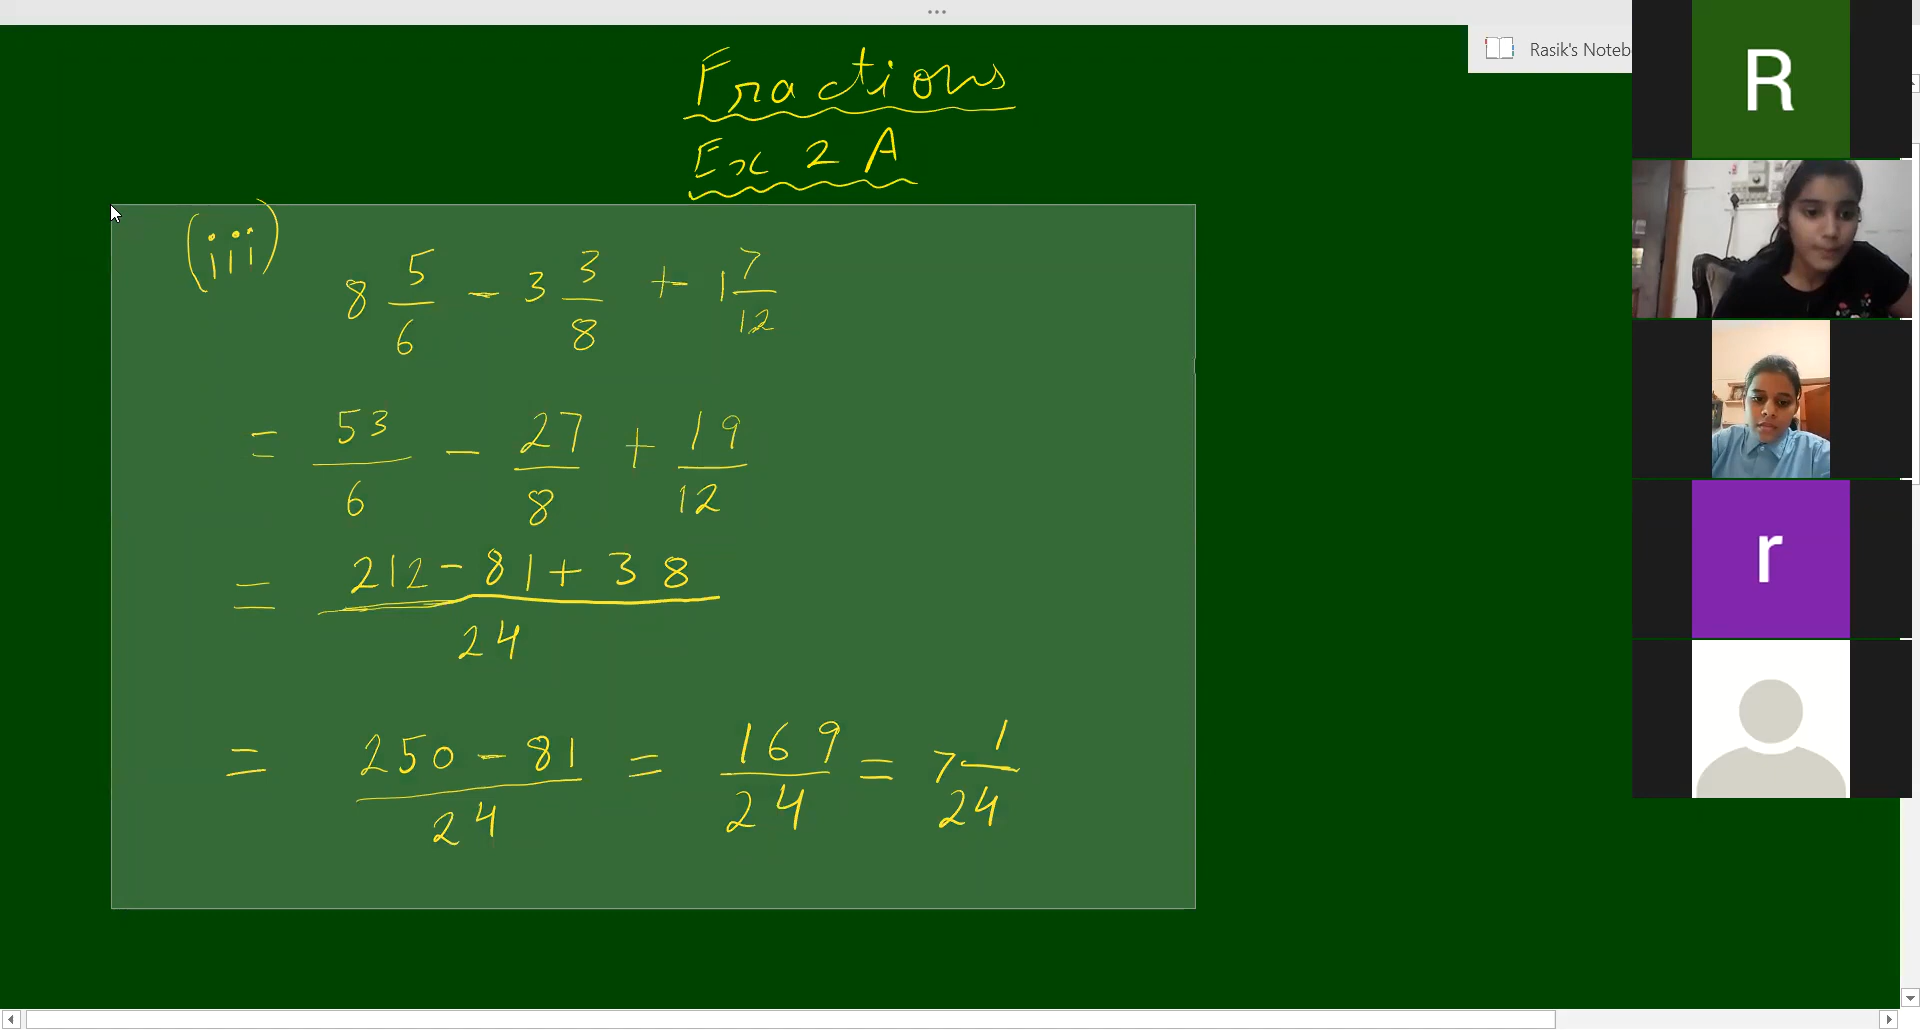 Fractions
Rasik's Noteb
R
Ex 2 A
(iii)
8 5/6 - 3 3/8 + 1 7/12
= 53/6 - 27/8 + 19/12
= 212 - 81 + 38 / 24
r
= 250 - 81 / 24 = 169/24 = 7 1/24